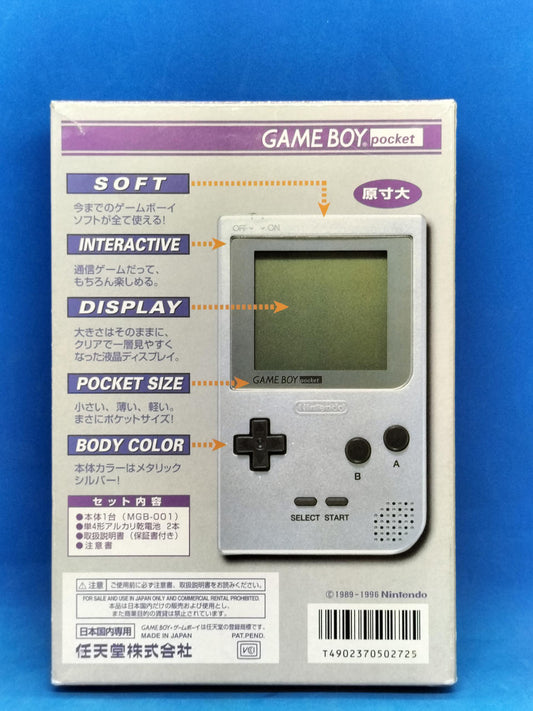 GAME BOY pocket
SOFT
今までのゲームボーイ
ソフトが全て使える!
原寸大
OFF ON
INTERACTIVE
通信ゲームだって、
もちろん楽しめる。
DISPLAY
大きさはそのままに、
クリアで一層見やすく
なった液晶ディスプレイ。
GAME BOY pocket
POCKET SIZE
小さい、薄い、軽い。
まさにポケットサイズ!
Nintendo
BODY COLOR
本体カラーはメタリック
シルバー!
A
B
SELECT START
セット内容
●本体1台 (MGB-001)
●単4形アルカリ乾電池 2本
●取扱説明書 (保証書付き)
●注意書
⚠注意 ご使用前に必ず注意書、取扱説明書をお読みください。
FOR SALE AND USE IN JAPAN ONLY AND COMMERCIAL RENTAL PROHIBITED.
本品は日本国内だけの販売および使用とし、
また商業目的の賃貸は禁止されています。
日本国内専用
GAME BOY・ゲームボーイは任天堂の登録商標です。
MADE IN JAPAN PAT.PEND.
任天堂株式会社
©1989-1996 Nintendo
T4902370502725